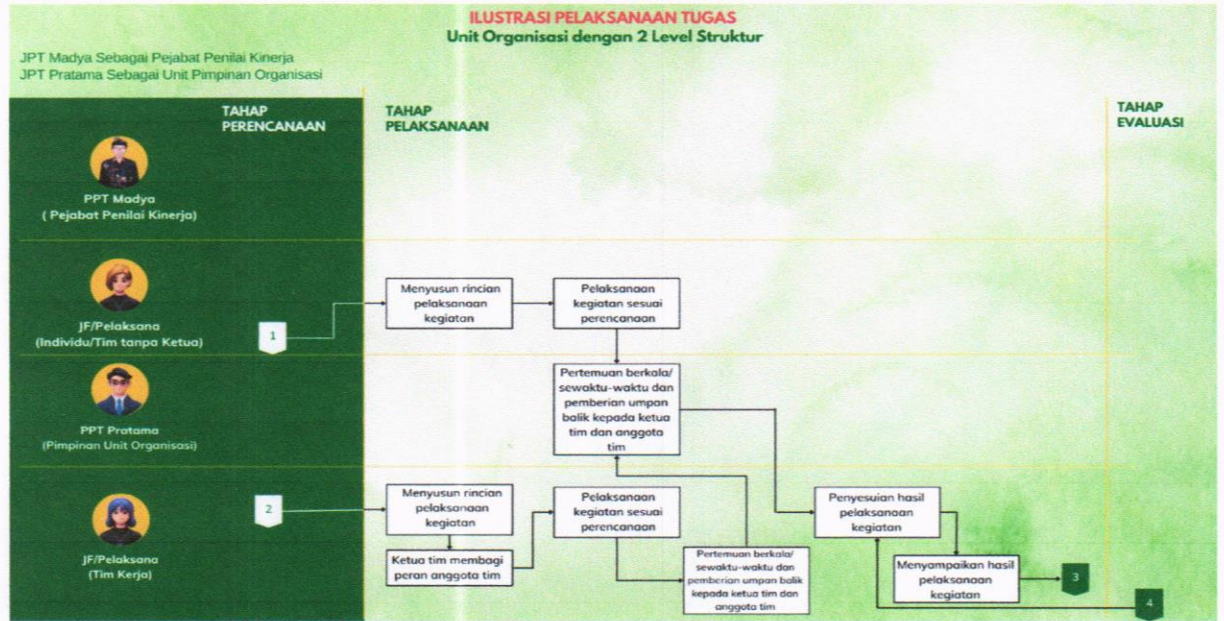 ILUSTRASI PELAKSANAAN TUGAS
Unit Organisasi dengan 2 Level Struktur
JPT Madya Sebagai Pejabat Penilai Kinerja
JPT Pratama Sebagai Unit Pimpinan Organisasi
TAHAP
PERENCANAAN
TAHAP
PELAKSANAAN
TAHAP
EVALUASI
PPT Madya
( Pejabat Penilai Kinerja)
JF/Pelaksana
(Individu/Tim tanpa Ketua)
1
Menyusun rincian
pelaksanaan
kegiatan
Pelaksanaan
kegiatan sesuai
perencanaan
PPT Pratama
(Pimpinan Unit Organisasi)
Pertemuan berkala/
sewaktu-waktu dan
pemberian umpan
balik kepada ketua
tim dan anggota
tim
JF/Pelaksana
(Tim Kerja)
2
Menyusun rincian
pelaksanaan
kegiatan
Ketua tim membagi
peran anggota tim
Pelaksanaan
kegiatan sesuai
perencanaan
Pertemuan berkala/
sewaktu-waktu dan
pemberian umpan balik
kepada ketua tim dan
anggota tim
Penyesuian hasil
pelaksanaan
kegiatan
Menyampaikan hasil
pelaksanaan
kegiatan
3
4